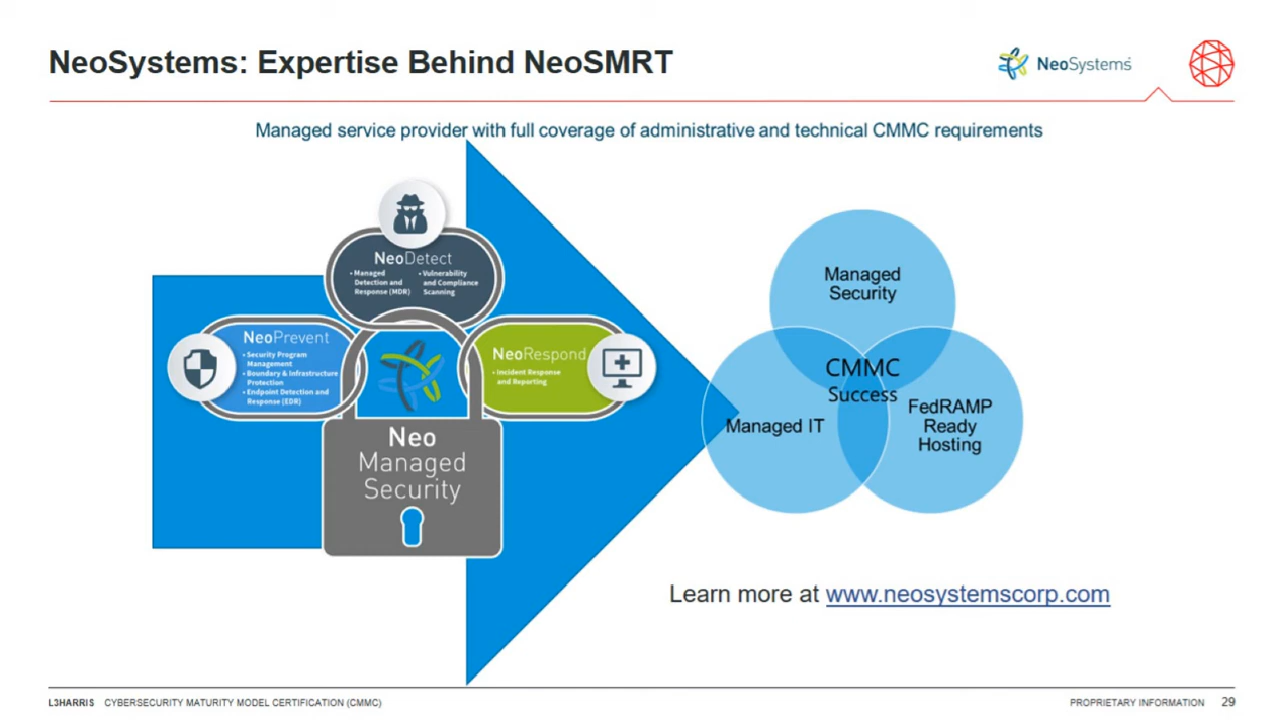 NeoSystems: Expertise Behind NeoSMRT
NeoSystems
Managed service provider with full coverage of administrative and technical CMMC requirements
NeoDetect
• Managed
Detection and
Response (MDR)
• Vulnerability
and Compliance
Scanning
NeoPrevent
• Security Program
Management
• Boundary & Infrastructure
Protection
• Endpoint Detection and
Response (EDR)
NeoRespond
• Incident Response
and Reporting
Neo
Managed
Security
Managed
Security
CMMC
Success
Managed IT
FedRAMP
Ready
Hosting
Learn more at www.neosystemscorp.com
L3HARRIS CYBERSECURITY MATURITY MODEL CERTIFICATION (CMMC)
PROPRIETARY INFORMATION 29